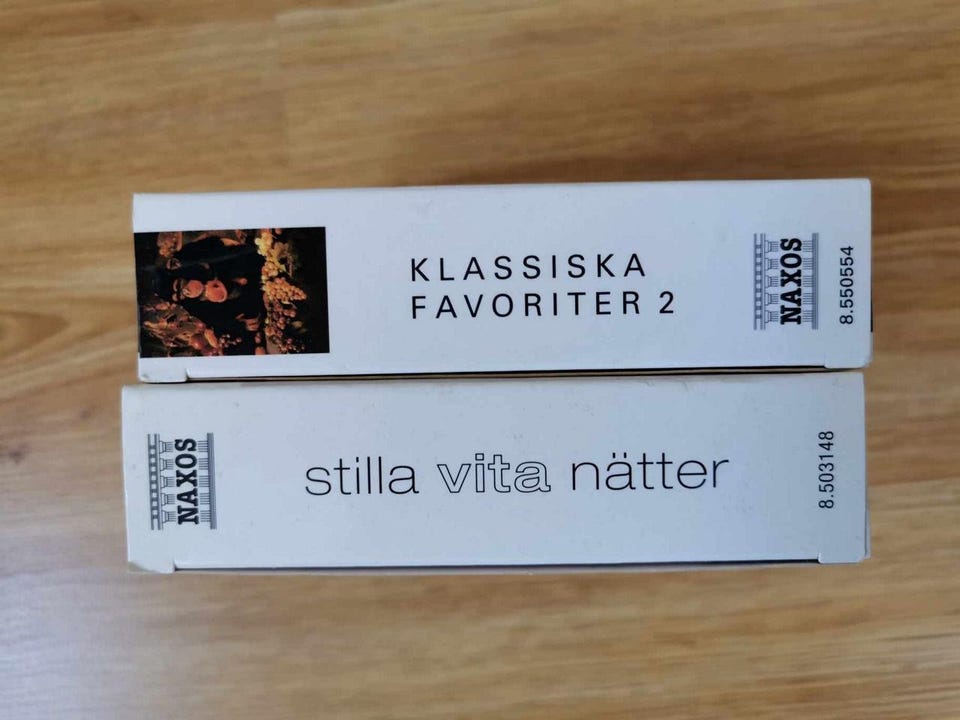 KLASSISKA
FAVORITER 2
NAXOS
8.550554
NAXOS
stilla vita nätter
8.503148